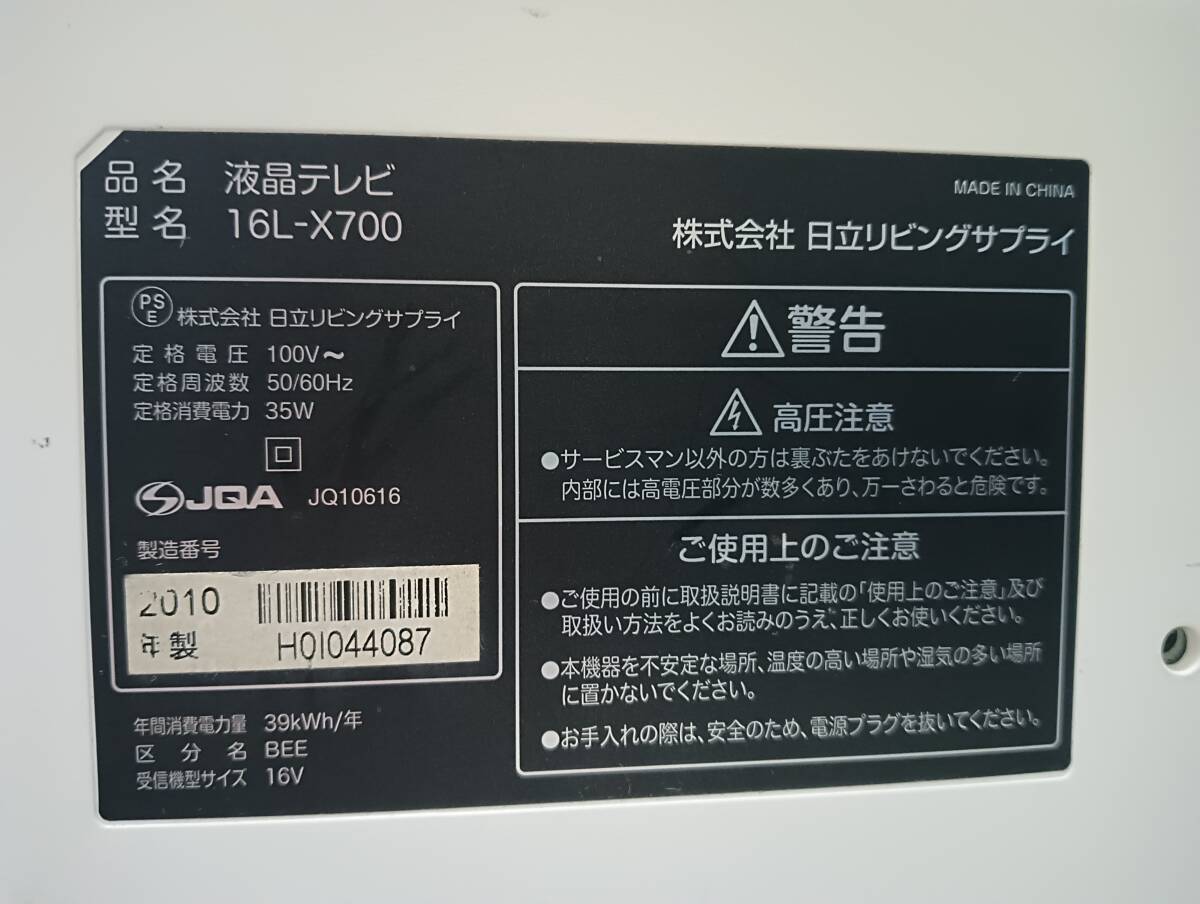 品名 液晶テレビ
型名 16L-X700
MADE IN CHINA
株式会社 日立リビングサプライ
PSE 株式会社 日立リビングサプライ
定格電圧 100V～
定格周波数 50/60Hz
定格消費電力 35W
JQA JQ10616
製造番号
2010
年製
H0I044087
年間消費電力量 39kWh/年
区分名 BEE
受信機型サイズ 16V
警告
高圧注意
●サービスマン以外の方は裏ぶたをあけないでください。
内部には高電圧部分が数多くあり、万一さわると危険です。
ご使用上のご注意
●ご使用の前に取扱説明書に記載の「使用上のご注意」及び
取扱い方法をよくお読みのうえ、正しくお使いください。
●本機器を不安定な場所、温度の高い場所や湿気の多い場所
に置かないでください。
●お手入れの際は、安全のため、電源プラグを抜いてください。